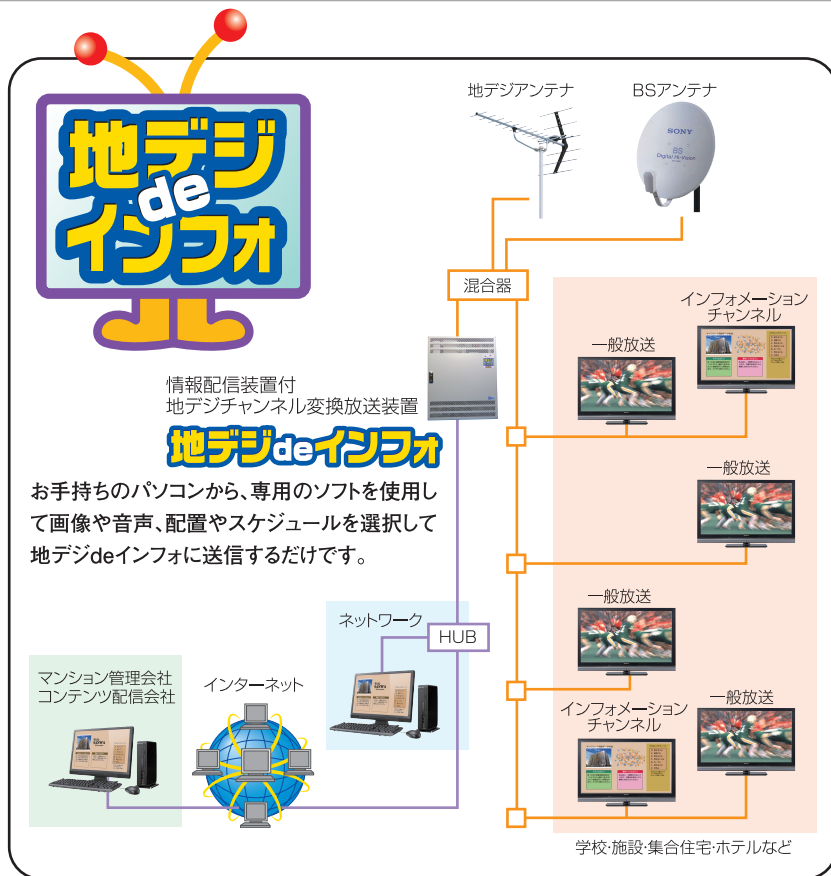 地デジ
de
インフォ
地デジアンテナ
BSアンテナ
SONY
BS
Digital Hi-Vision
混合器
インフォメーション
チャンネル
一般放送
情報配信装置付
地デジチャンネル変換放送装置
地デジdeインフォ
お手持ちのパソコンから、専用のソフトを使用し
て画像や音声、配置やスケジュールを選択して
地デジdeインフォに送信するだけです。
一般放送
一般放送
ネットワーク
HUB
マンション管理会社
コンテンツ配信会社
インターネット
インフォメーション
チャンネル
一般放送
学校・施設・集合住宅・ホテルなど